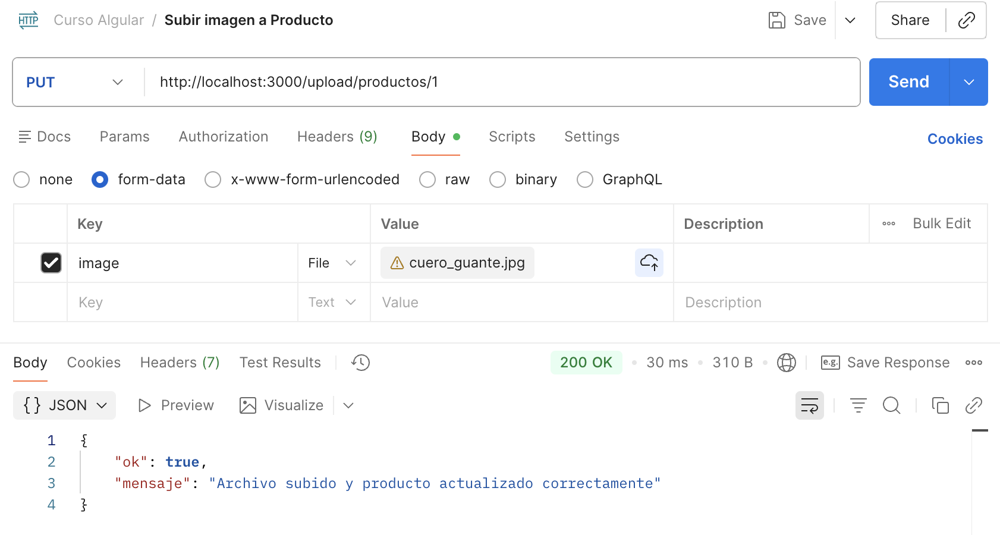 HTTP Curso Algular / Subir imagen a Producto Save Share
PUT http://localhost:3000/upload/productos/1 Send
Docs Params Authorization Headers (9) Body Scripts Settings Cookies
none form-data x-www-form-urlencoded raw binary GraphQL
Key Value Description Bulk Edit
image File cuero_guante.jpg
Key Text Value Description
Body Cookies Headers (7) Test Results 200 OK 30 ms 310 B e.g. Save Response
{} JSON Preview Visualize
1 {
2 "ok": true,
3 "mensaje": "Archivo subido y producto actualizado correctamente"
4 }